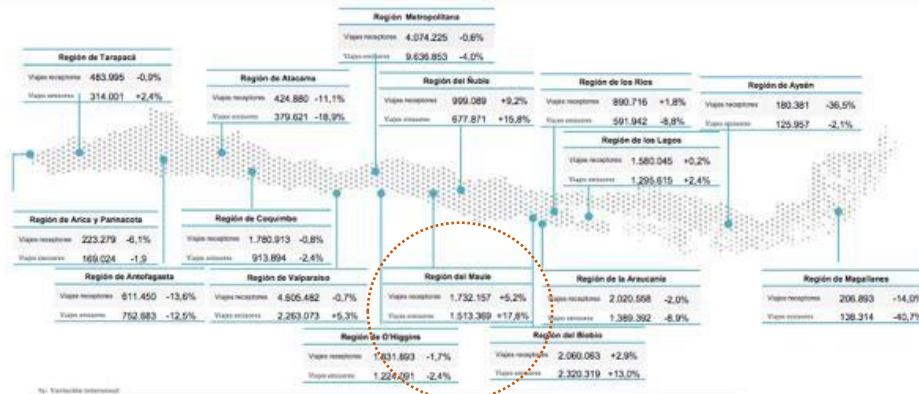 Región Metropolitana
Viajes receptores 4.074.225 -0,6%
Viajes emisores 9.636.853 -4,0%
Región de Tarapacá
Viajes receptores 483.995 -0,9%
Viajes emisores 314.001 +2,4%
Región de Atacama
Viajes receptores 424.880 -11,1%
Viajes emisores 379.621 -18,9%
Región del Ñuble
Viajes receptores 999.089 +9,2%
Viajes emisores 677.871 +15,8%
Región de los Ríos
Viajes receptores 890.716 +1,8%
Viajes emisores 591.942 -8,8%
Región de Aysén
Viajes receptores 180.381 -36,5%
Viajes emisores 125.957 -2,1%
Región de los Lagos
Viajes receptores 1.580.045 +0,2%
Viajes emisores 1.295.615 +2,4%
Región de Arica y Parinacota
Viajes receptores 223.279 -6,1%
Viajes emisores 169.024 -1,9
Región de Coquimbo
Viajes receptores 1.780.913 -0,8%
Viajes emisores 913.894 -2,4%
Región de Antofagasta
Viajes receptores 611.450 -13,6%
Viajes emisores 752.683 -12,5%
Región de Valparaíso
Viajes receptores 4.605.482 -0,7%
Viajes emisores 2.263.073 +5,3%
Región del Maule
Viajes receptores 1.732.157 +5,2%
Viajes emisores 1.513.369 +17,8%
Región de la Araucanía
Viajes receptores 2.020.558 -2,0%
Viajes emisores 1.389.392 -8,9%
Región de Magallanes
Viajes receptores 206.893 -14,0%
Viajes emisores 138.314 -40,7%
Región de O'Higgins
Viajes receptores 1.831.893 -1,7%
Viajes emisores 1.224.091 -2,4%
Región del Biobío
Viajes receptores 2.060.063 +2,9%
Viajes emisores 2.320.319 +13,0%
%: Variación interanual